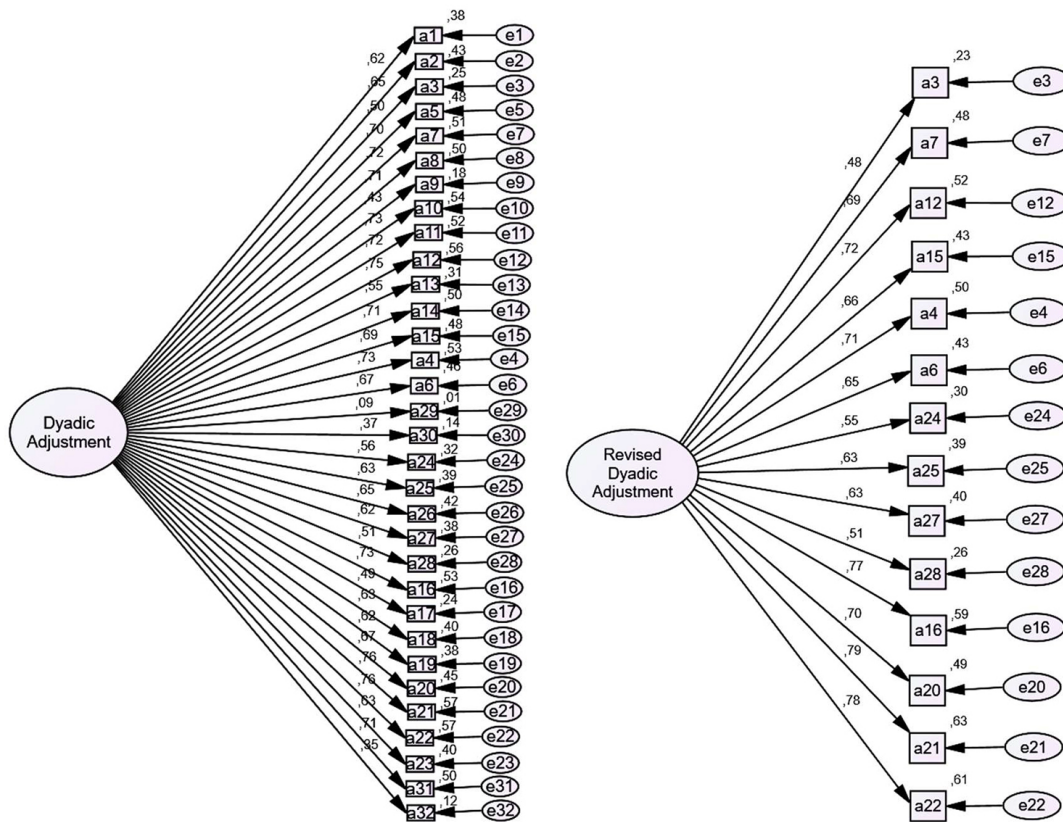 ,38
a1
e1
,62
,43
a2
e2
,65
,25
a3
e3
,50
,48
a5
e5
,70
,51
a7
e7
,72
,50
a8
e8
,71
,18
a9
e9
,43
,54
a10
e10
,73
,52
a11
e11
,72
,56
a12
e12
,75
,31
a13
e13
,55
,50
a14
e14
,71
,48
a15
e15
,69
,53
a4
e4
,73
,46
a6
e6
,67
,01
a29
e29
,09
,14
a30
e30
,37
,32
a24
e24
,56
,39
a25
e25
,63
,42
a26
e26
,65
,38
a27
e27
,62
,26
a28
e28
,51
,53
a16
e16
,73
,24
a17
e17
,49
,40
a18
e18
,63
,38
a19
e19
,62
,45
a20
e20
,67
,57
a21
e21
,76
,57
a22
e22
,76
,40
a23
e23
,63
,50
a31
e31
,71
,12
a32
e32
,35
Dyadic
Adjustment
,23
a3
e3
,48
,48
a7
e7
,69
,52
a12
e12
,72
,43
a15
e15
,66
,50
a4
e4
,71
,43
a6
e6
,65
,30
a24
e24
,55
,39
a25
e25
,63
,40
a27
e27
,63
,26
a28
e28
,51
,59
a16
e16
,77
,49
a20
e20
,70
,63
a21
e21
,79
,61
a22
e22
,78
Revised
Dyadic
Adjustment